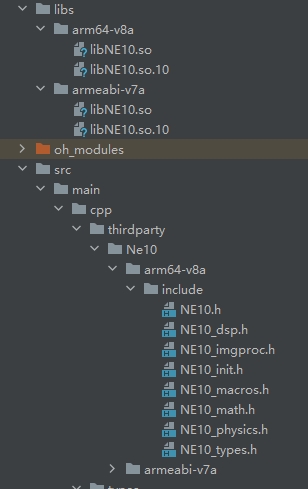 libs
arm64-v8a
libNE10.so
libNE10.so.10
armeabi-v7a
libNE10.so
libNE10.so.10
oh_modules
src
main
cpp
thirdparty
Ne10
arm64-v8a
include
NE10.h
NE10_dsp.h
NE10_imgproc.h
NE10_init.h
NE10_macros.h
NE10_math.h
NE10_physics.h
NE10_types.h
armeabi-v7a
types